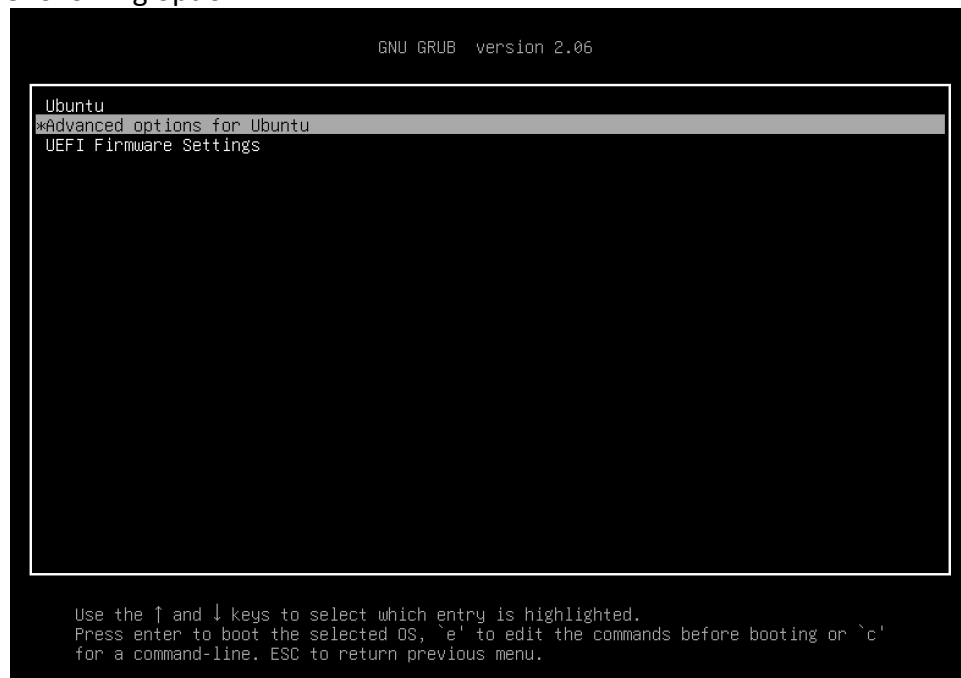 GNU GRUB version 2.06
Ubuntu
*Advanced options for Ubuntu
UEFI Firmware Settings
Use the ↑ and ↓ keys to select which entry is highlighted.
Press enter to boot the selected OS, `e' to edit the commands before booting or `c'
for a command-line. ESC to return previous menu.